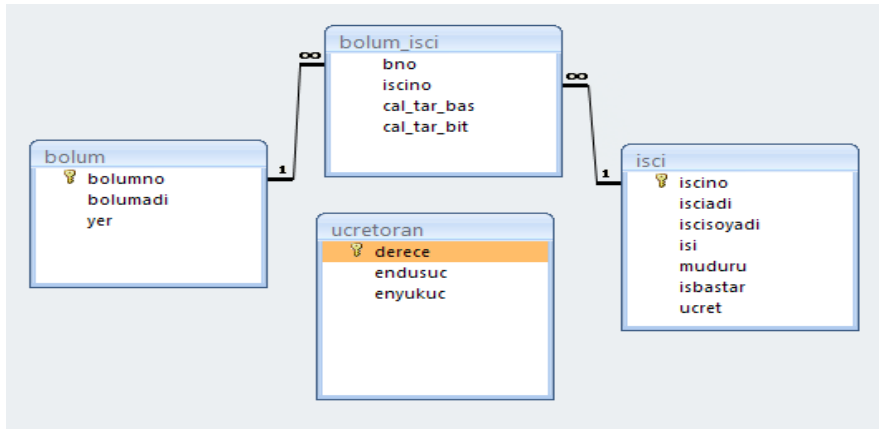 bolum_isci
bno
iscino
cal_tar_bas
cal_tar_bit
∞
∞
bolum
bolumno
bolumadi
yer
1
1
isci
iscino
isciadi
iscisoyadi
isi
muduru
isbastar
ucret
ucretoran
derece
endusuc
enyukuc